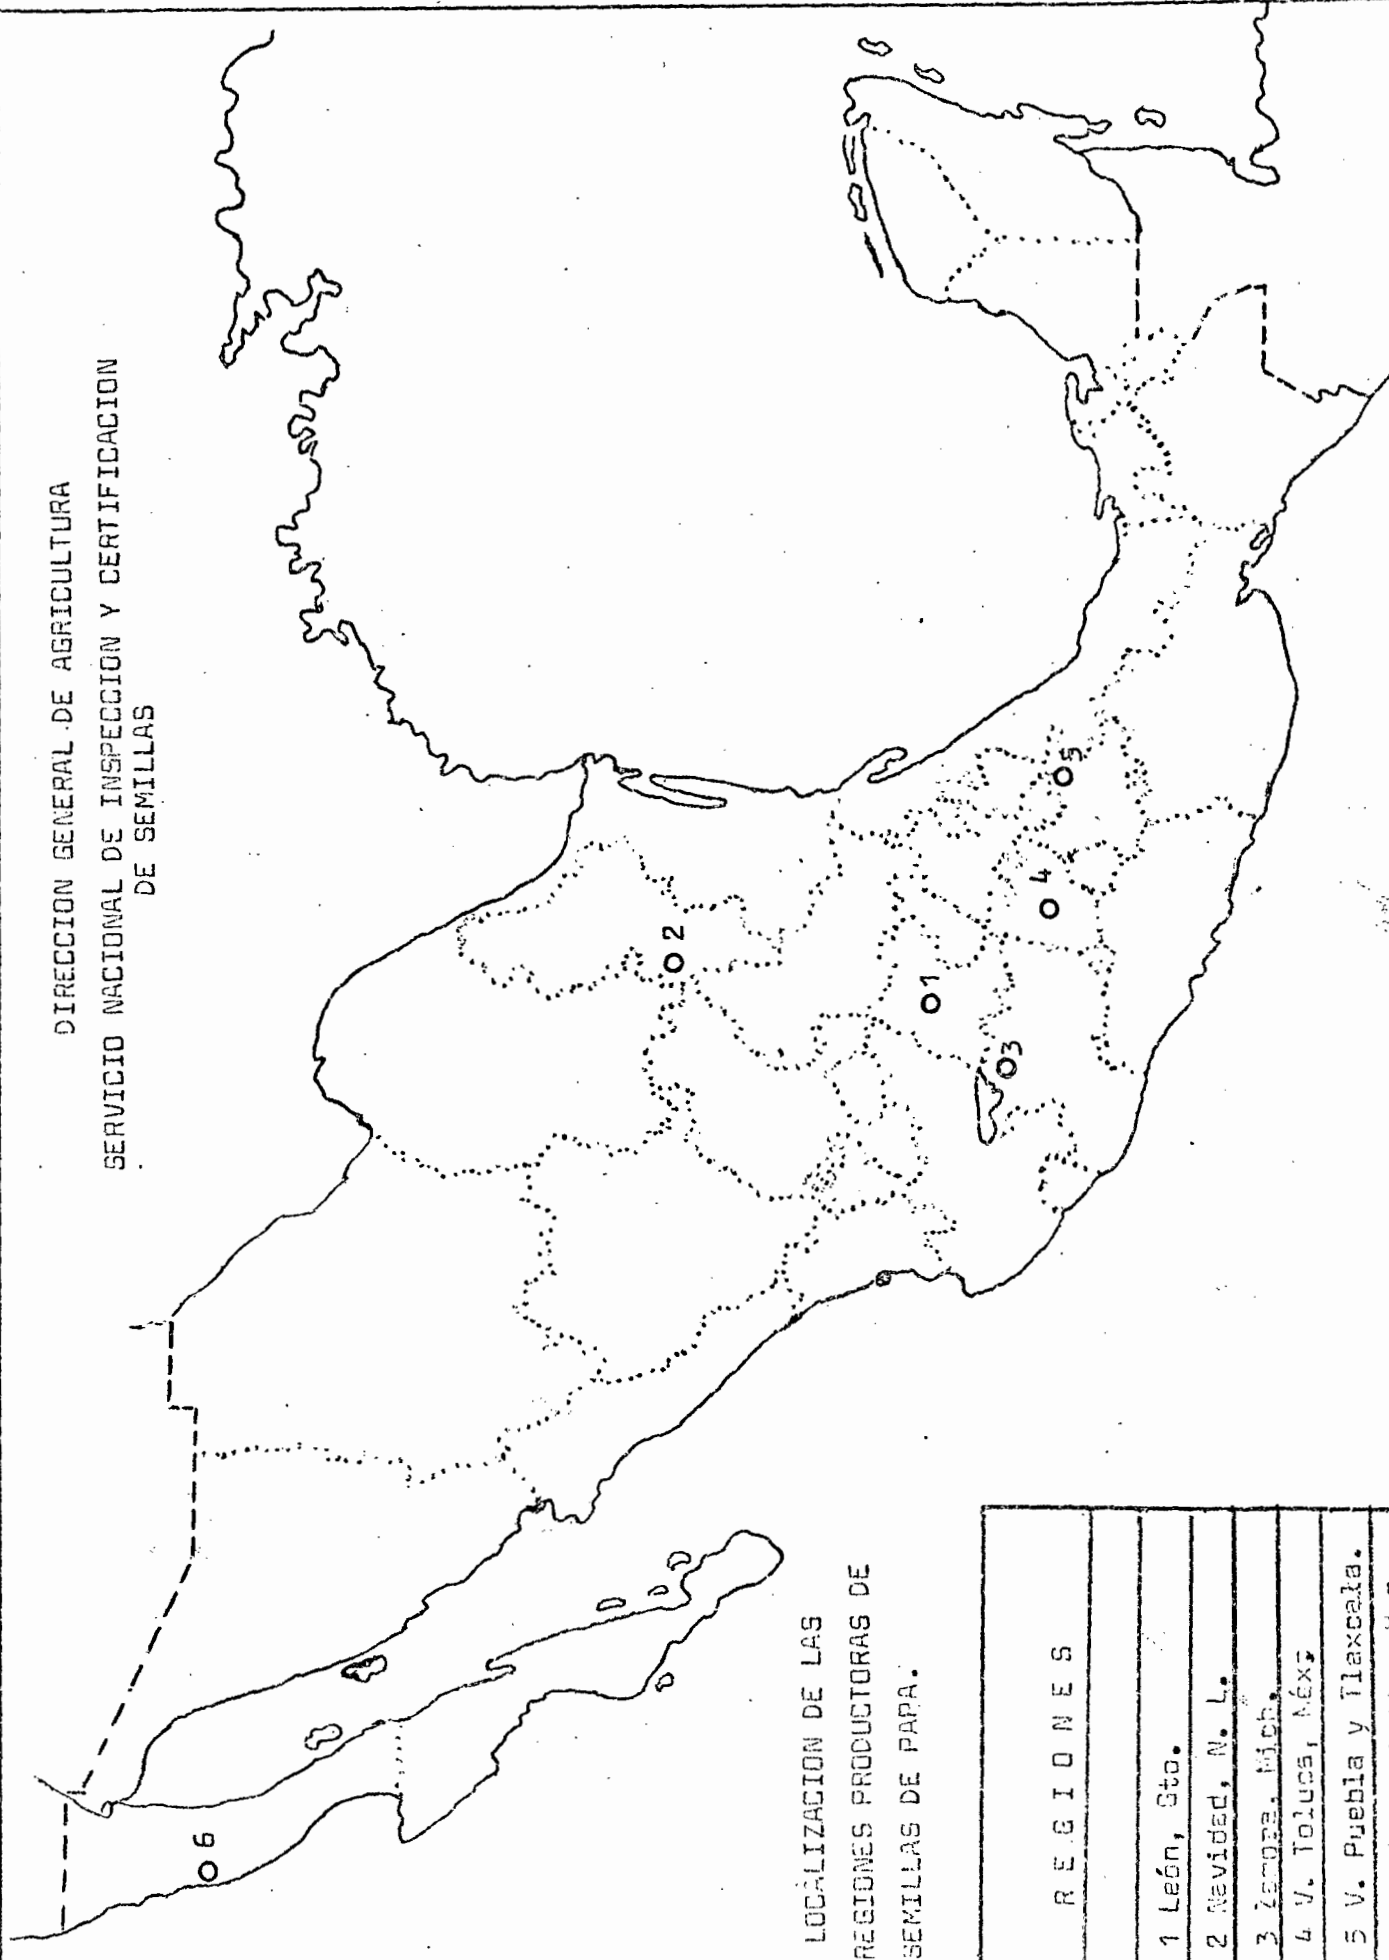 DIRECCION GENERAL DE AGRICULTURA
SERVICIO NACIONAL DE INSPECCION Y CERTIFICACION
DE SEMILLAS
6
2
1
3
4
5
LOCALIZACION DE LAS
REGIONES PRODUCTORAS DE
SEMILLAS DE PAPA.
R E G I O N E S
1 León, Gto.
2 Navidad, N. L.
3 Zamora, Mich.
4 V. Toluca, Méx.
5 V. Puebla y Tlaxcala.